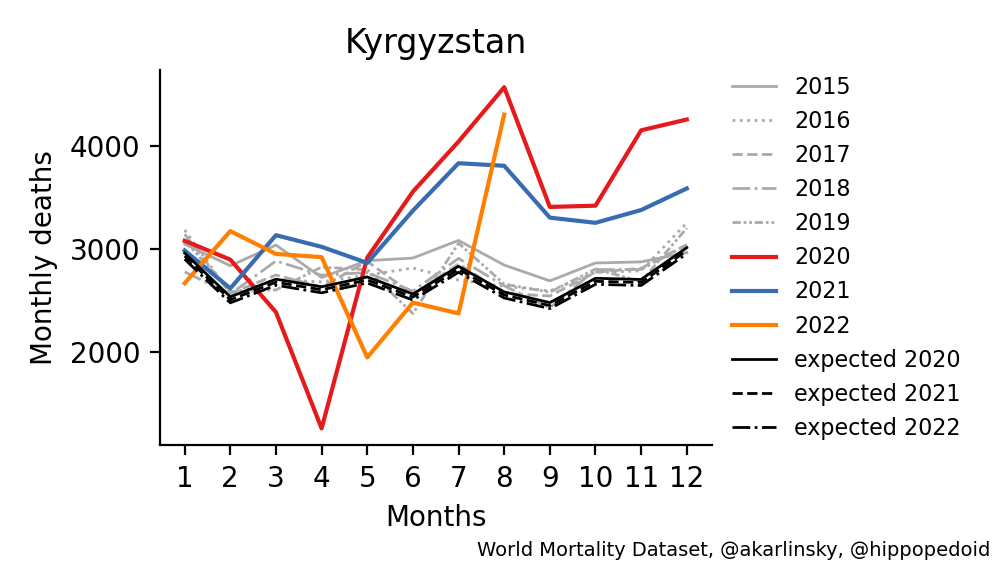 Kyrgyzstan
Monthly deaths
4000
3000
2000
1 2 3 4 5 6 7 8 9 10 11 12
Months
2015
2016
2017
2018
2019
2020
2021
2022
expected 2020
expected 2021
expected 2022
World Mortality Dataset, @akarlinsky, @hippopedoid